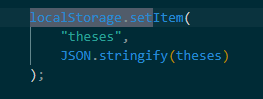 localStorage.setItem(
"theses",
JSON.stringify(theses)
);